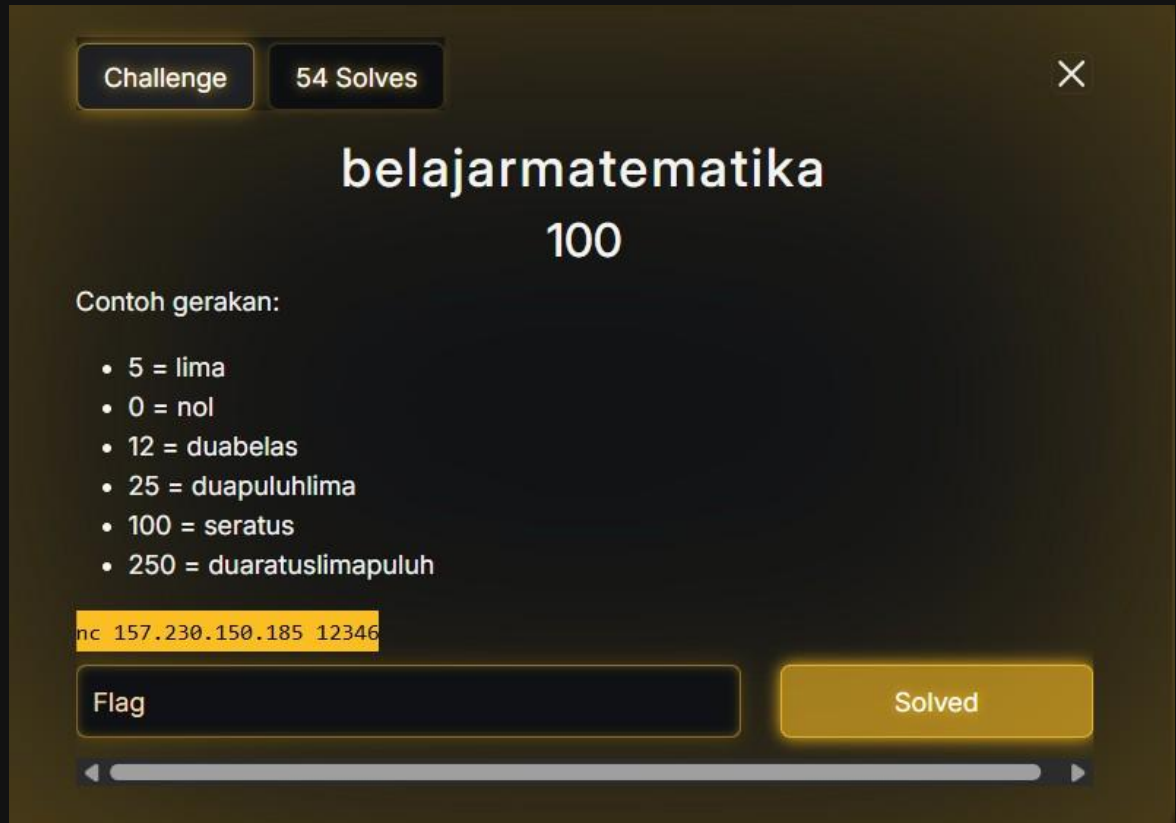 Challenge
54 Solves
belajarmatematika
100
Contoh gerakan:
• 5 = lima
• 0 = nol
• 12 = duabelas
• 25 = duapuluhlima
• 100 = seratus
• 250 = duaratuslimapuluh
nc 157.230.150.185 12346
Flag
Solved